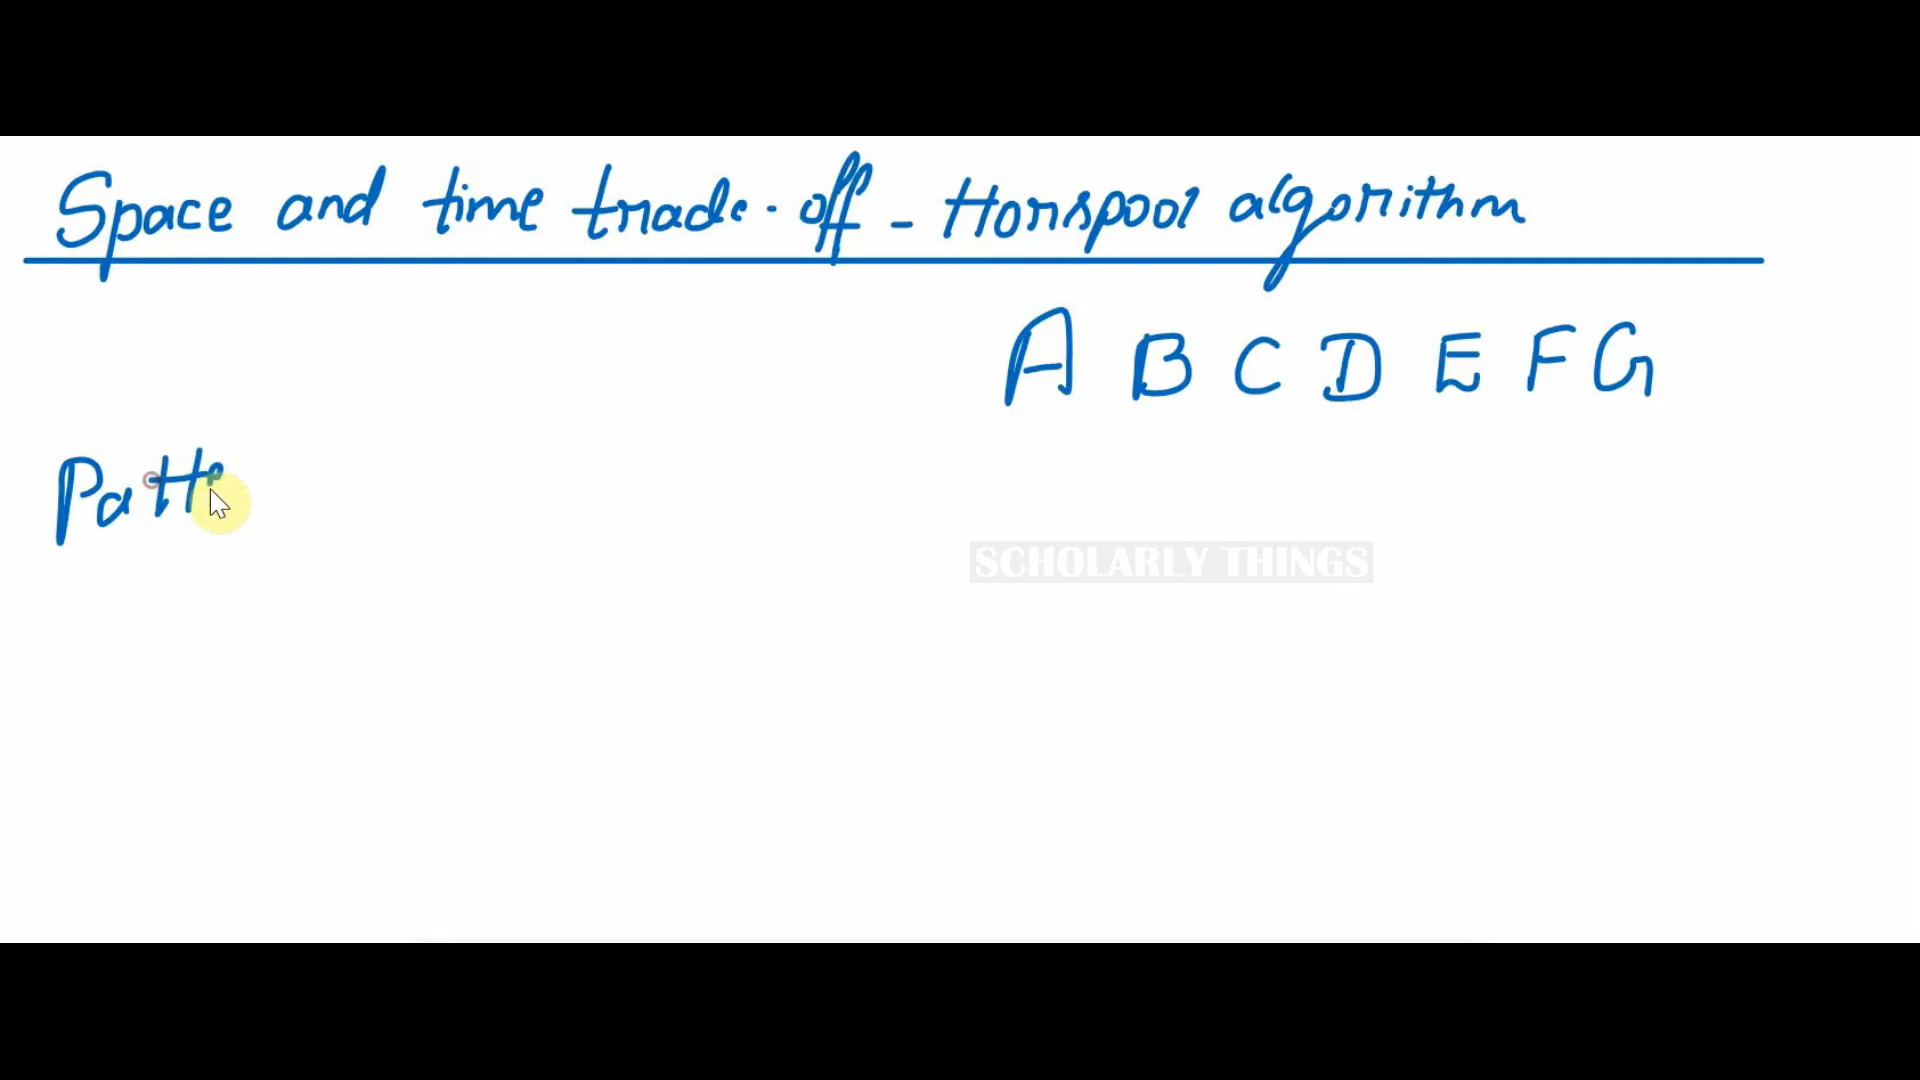 Space and time trade-off - Horspool algorithm
A B C D E F G
Patte
SCHOLARLY THINGS